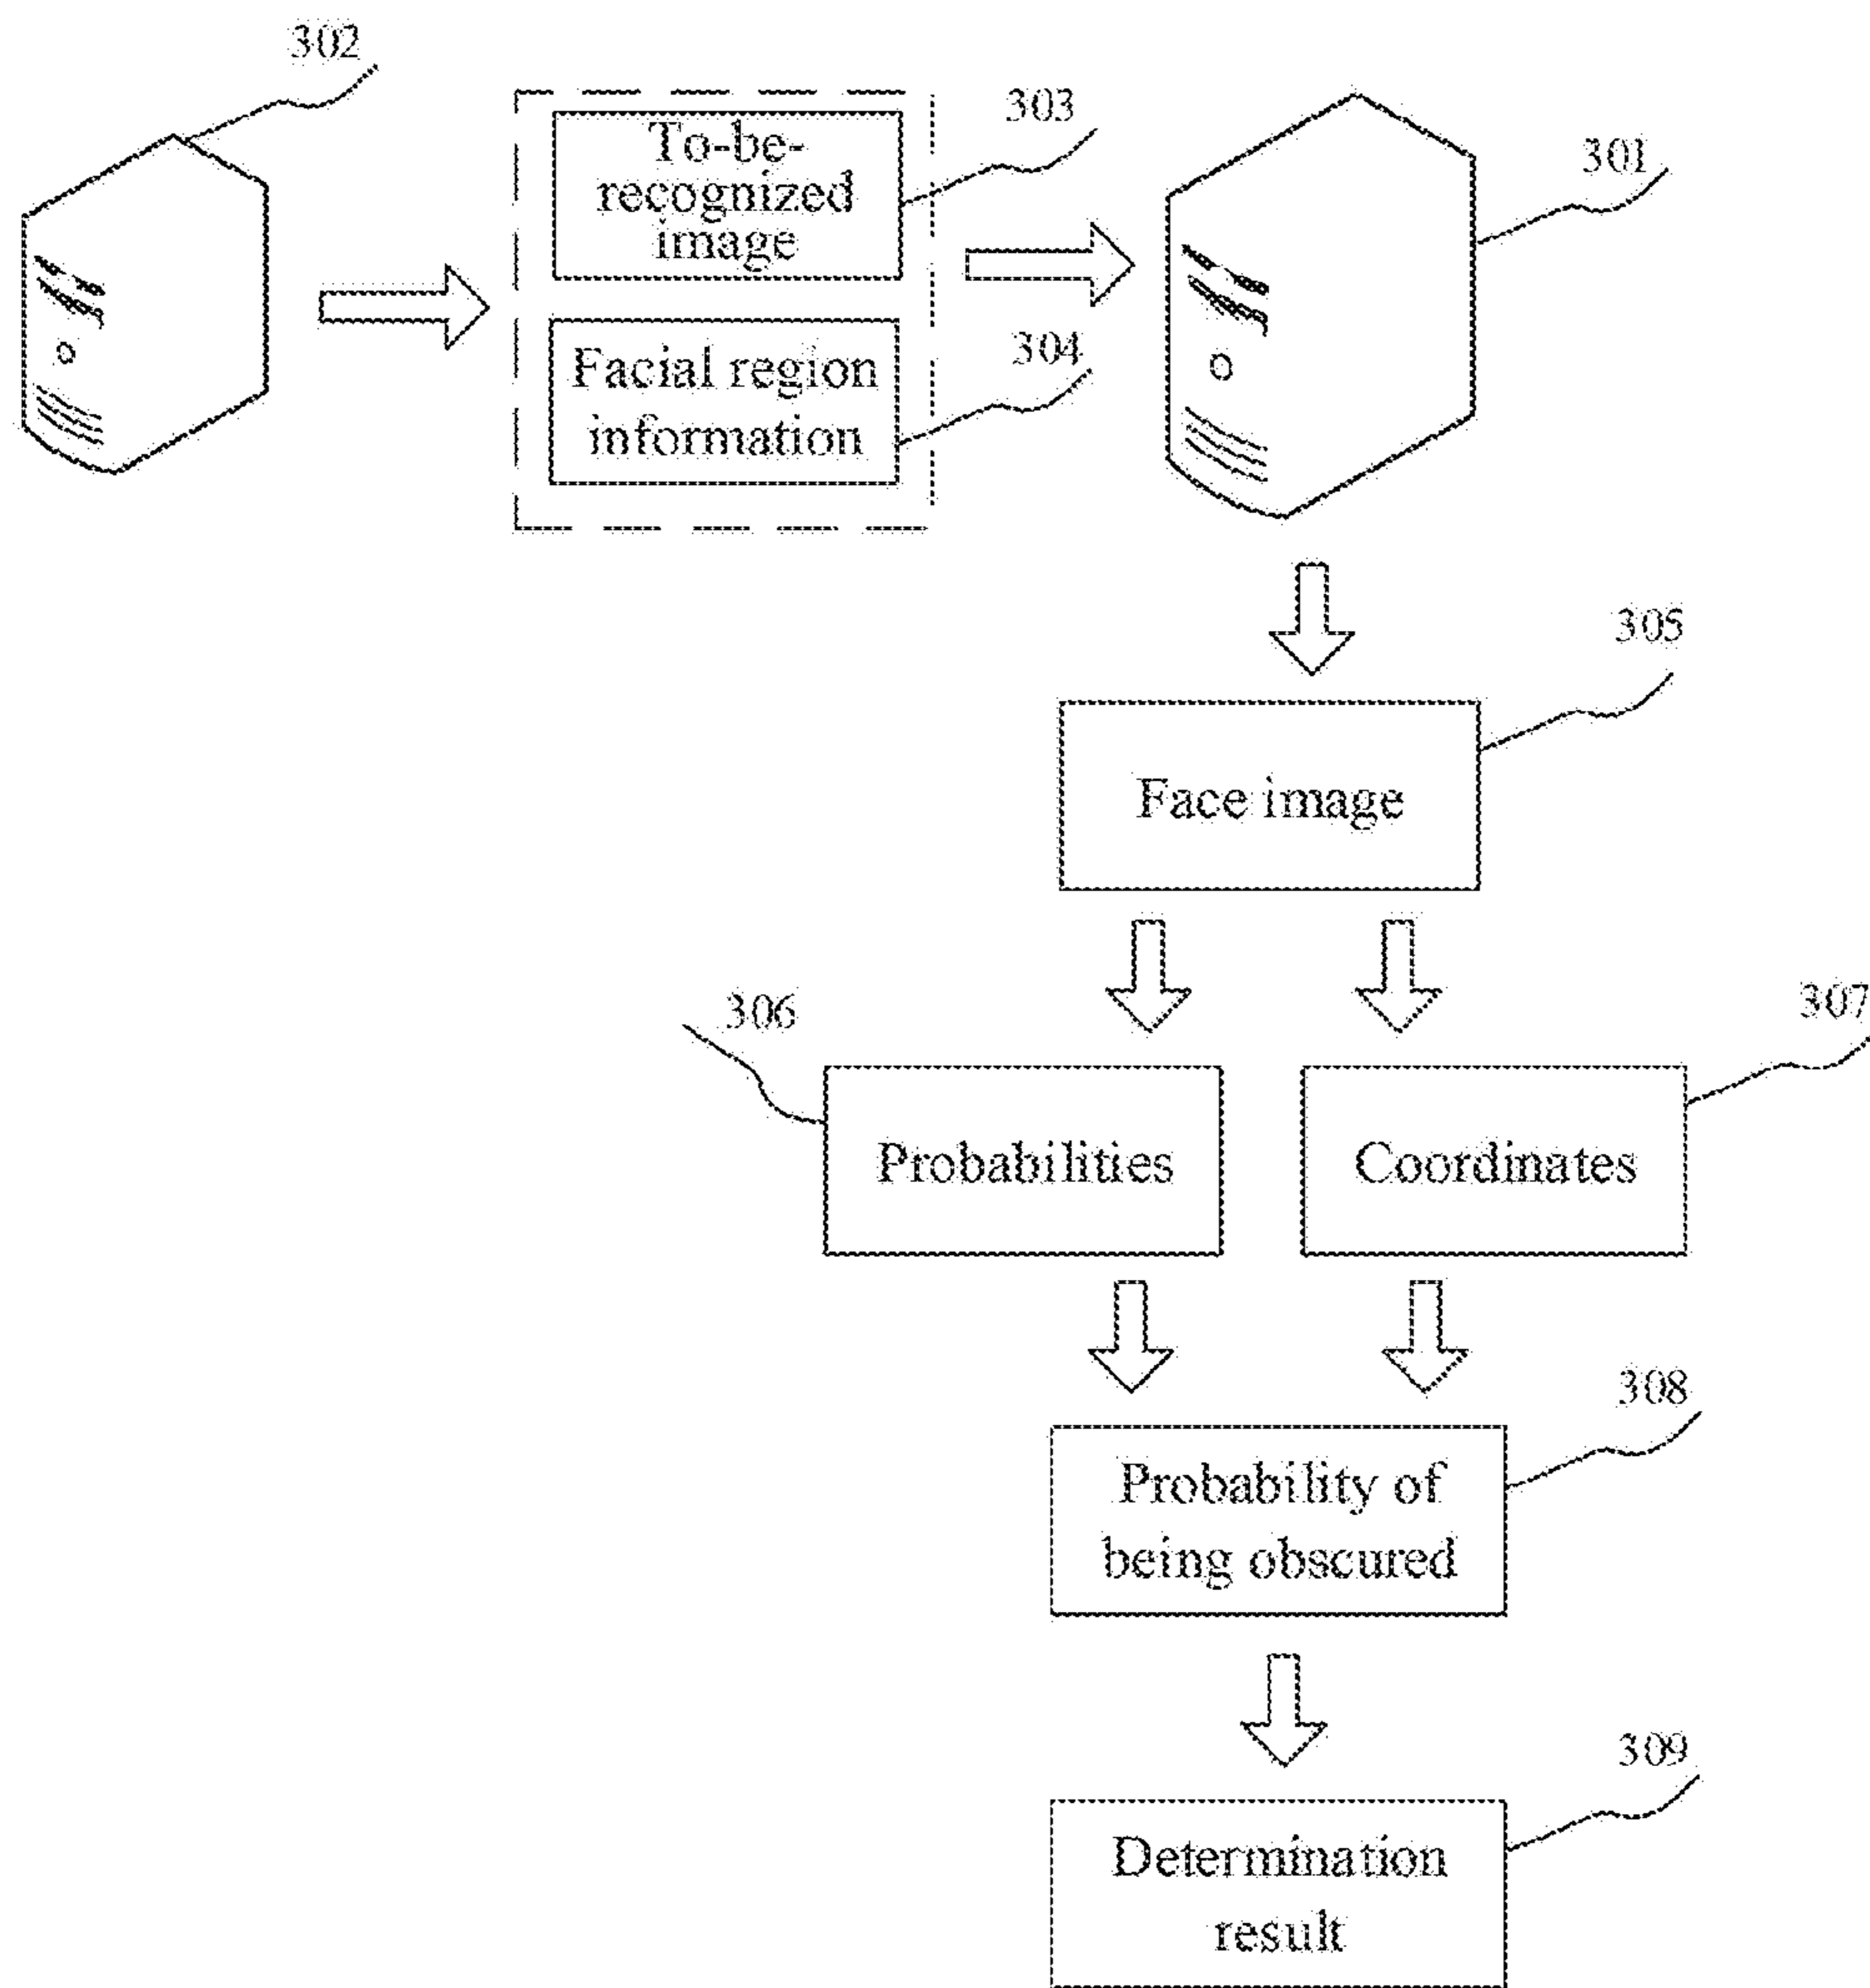 302
303
To-be-
recognized
image
301
304
Facial region
information
305
Face image
306
307
Probabilities
Coordinates
308
Probability of
being obscured
309
Determination
result